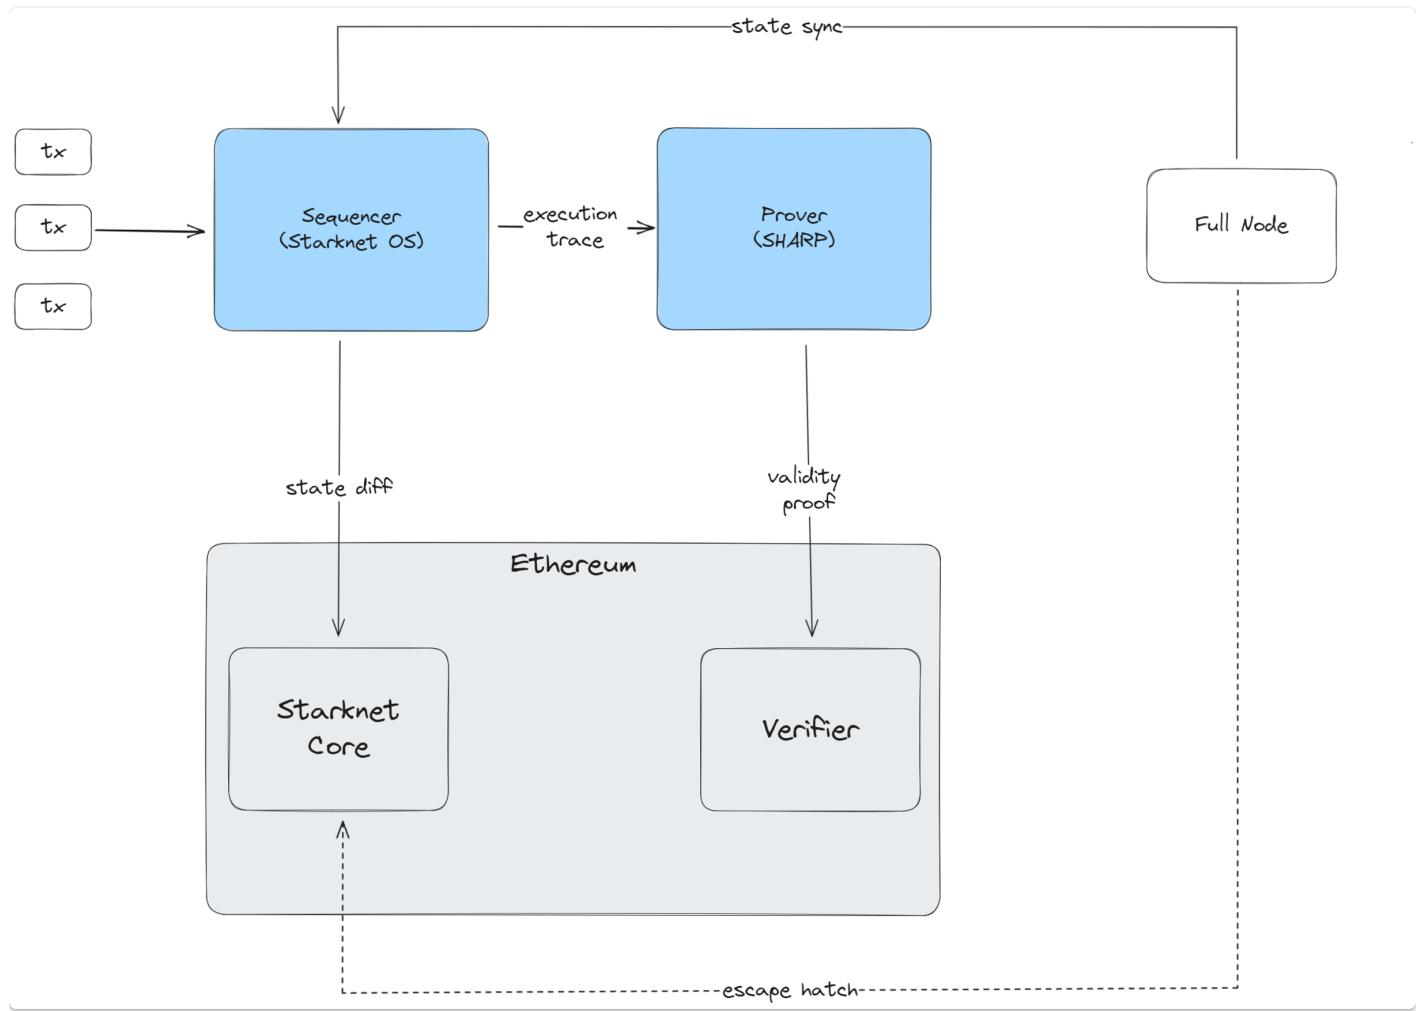 state sync
tx
tx
tx
Sequencer
(Starknet OS)
execution
trace
Prover
(SHARP)
Full Node
state diff
validity
proof
Ethereum
Starknet
Core
Verifier
escape hatch